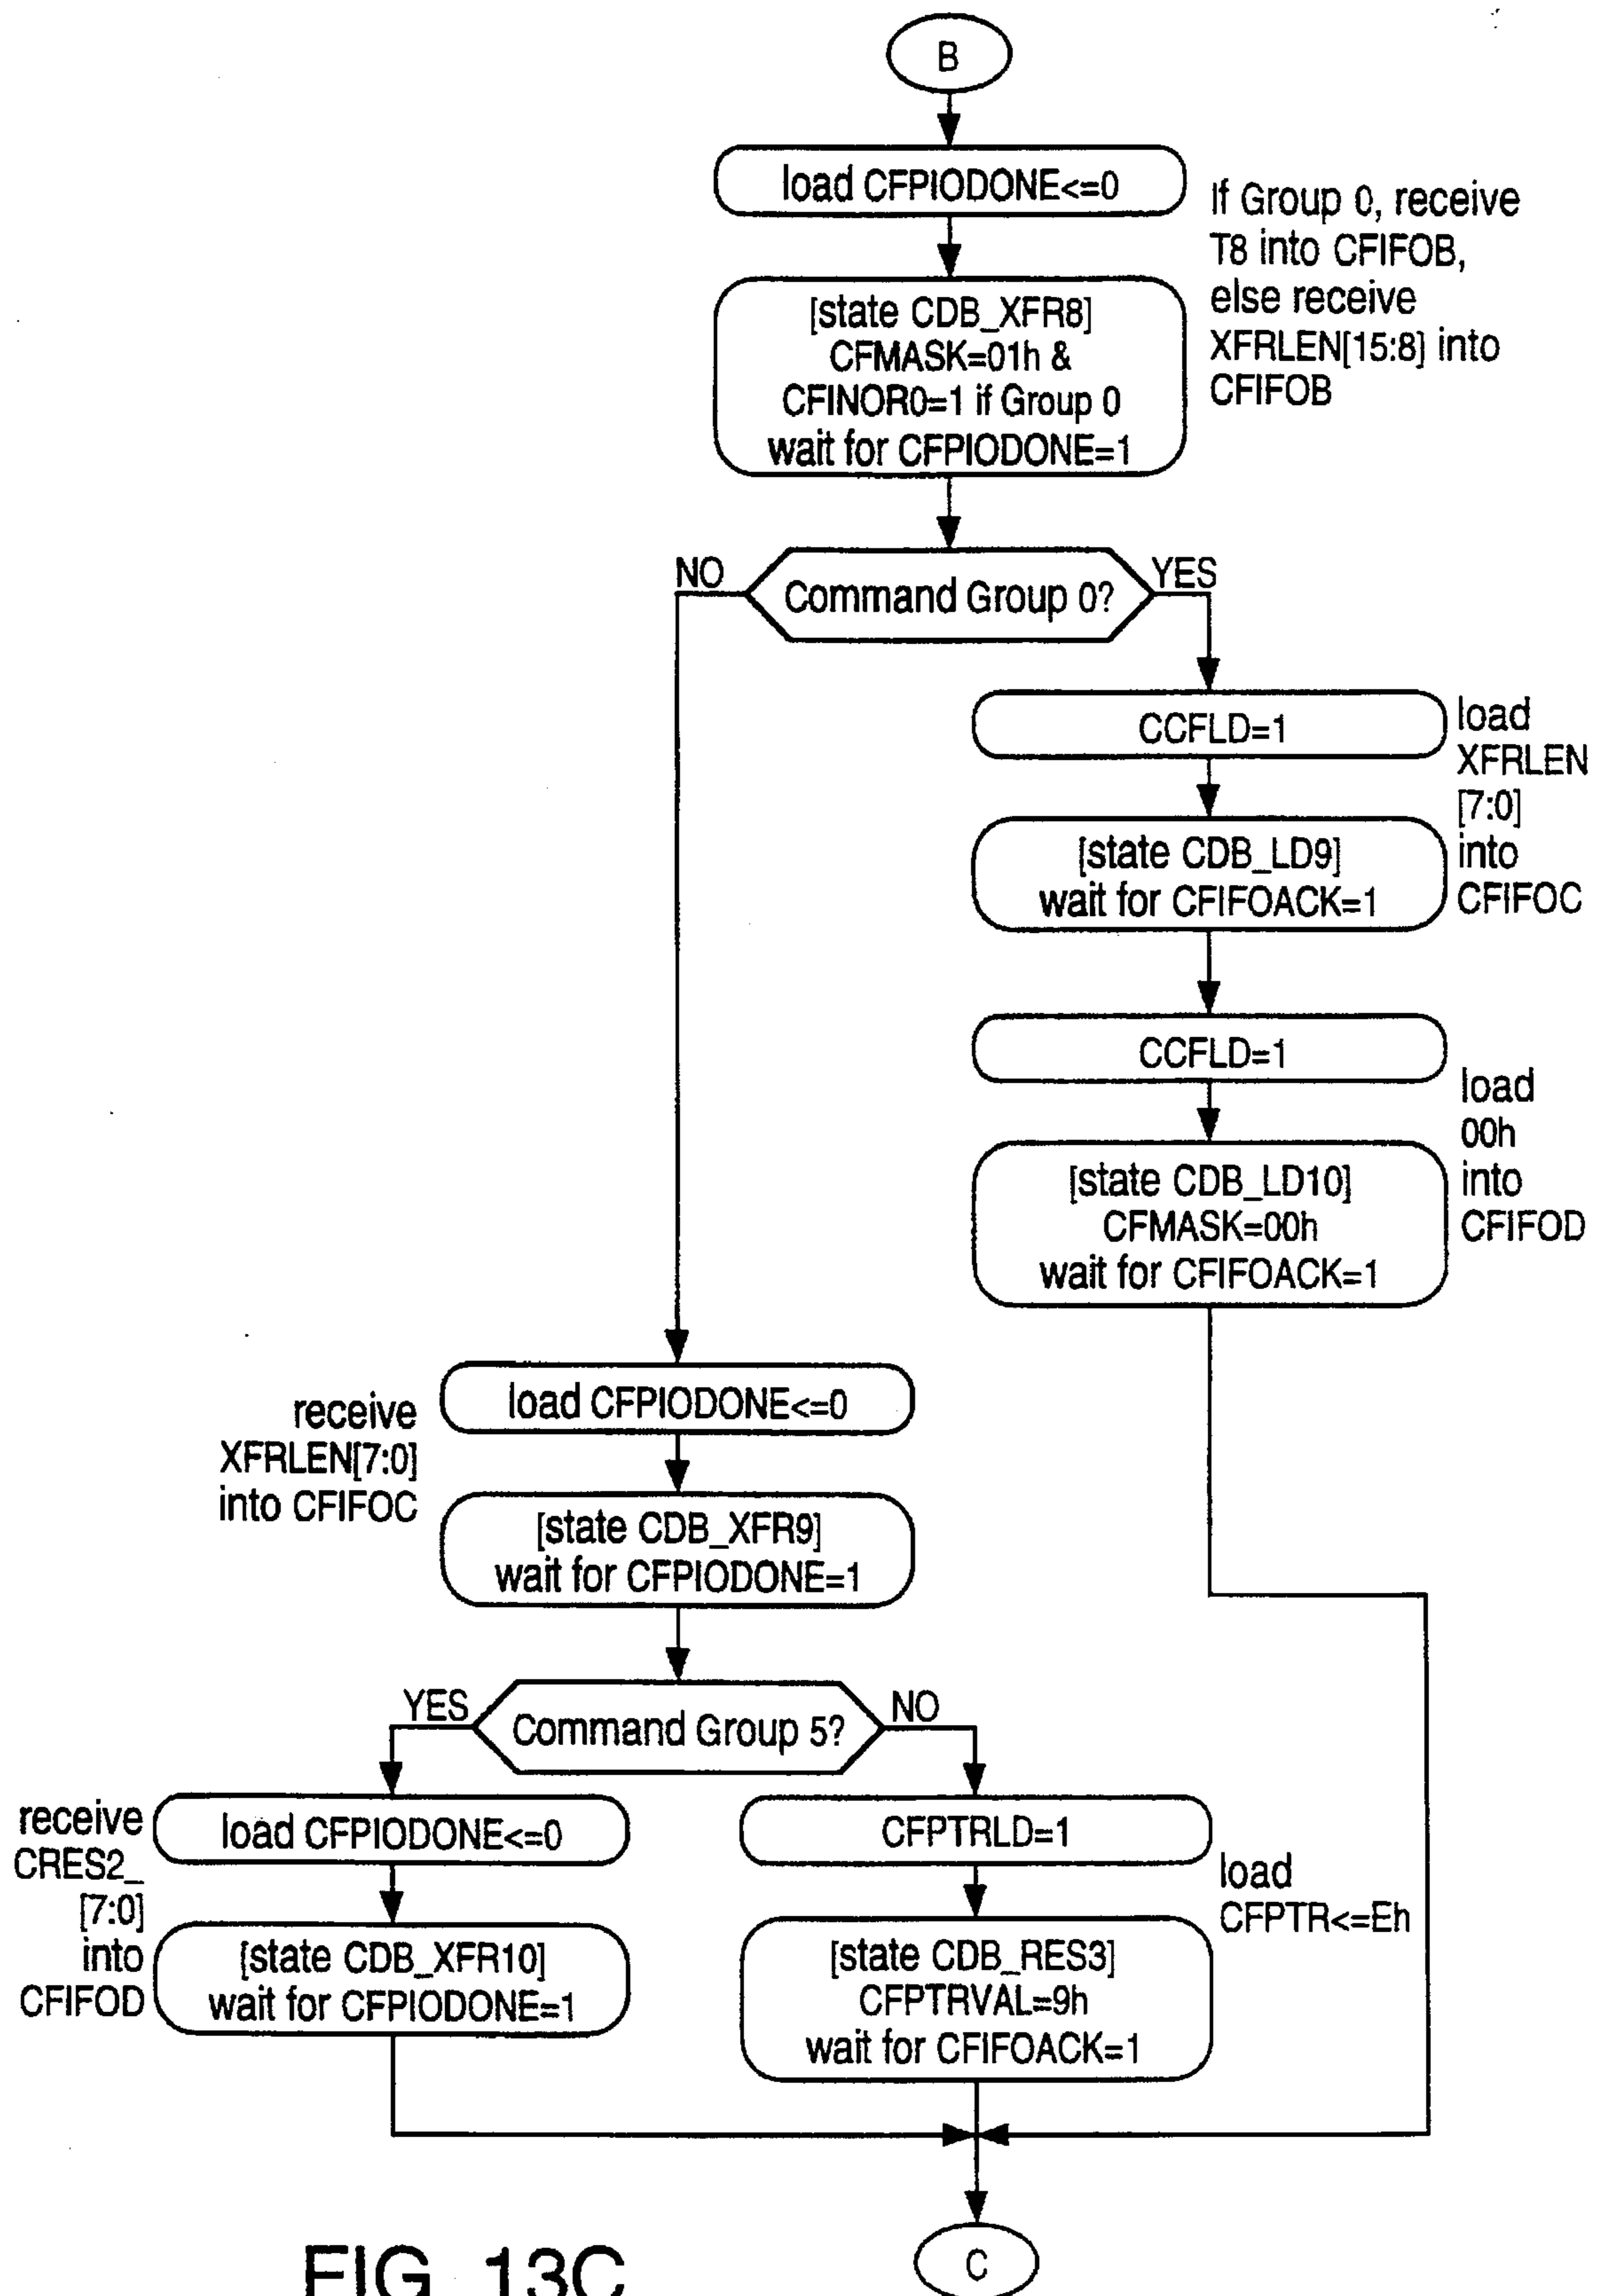 B
load CFPIODONE<=0
If Group 0, receive
T8 into CFIFOB,
else receive
XFRLEN[15:8] into
CFIFOB
[state CDB_XFR8]
CFMASK=01h &
CFINOR0=1 if Group 0
wait for CFPIODONE=1
NO
Command Group 0?
YES
CCFLD=1
load
XFRLEN
[7:0]
into
CFIFOC
[state CDB_LD9]
wait for CFIFOACK=1
CCFLD=1
load
00h
into
CFIFOD
[state CDB_LD10]
CFMASK=00h
wait for CFIFOACK=1
receive
XFRLEN[7:0]
into CFIFOC
load CFPIODONE<=0
[state CDB_XFR9]
wait for CFPIODONE=1
YES
Command Group 5?
NO
receive
CRES2_
[7:0]
into
CFIFOD
load CFPIODONE<=0
[state CDB_XFR10]
wait for CFPIODONE=1
CFPTRLD=1
load
CFPTR<=Eh
[state CDB_RES3]
CFPTRVAL=9h
wait for CFIFOACK=1
C
FIG. 13C